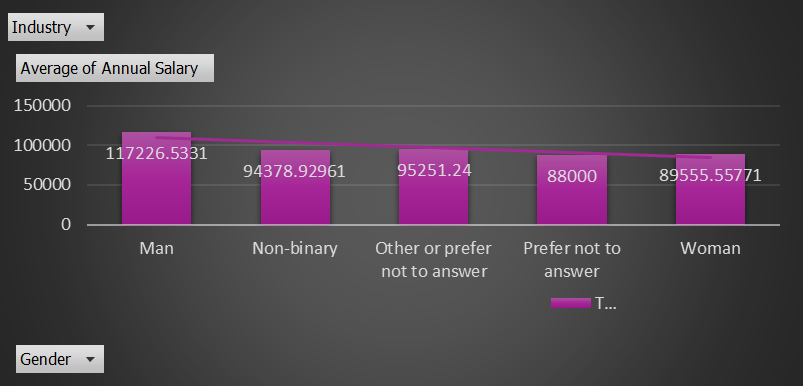 Industry
Average of Annual Salary
150000
100000
50000
0
117226.5331
94378.92961
95251.24
88000
89555.55771
Man
Non-binary
Other or prefer
not to answer
Prefer not to
answer
Woman
T...
Gender